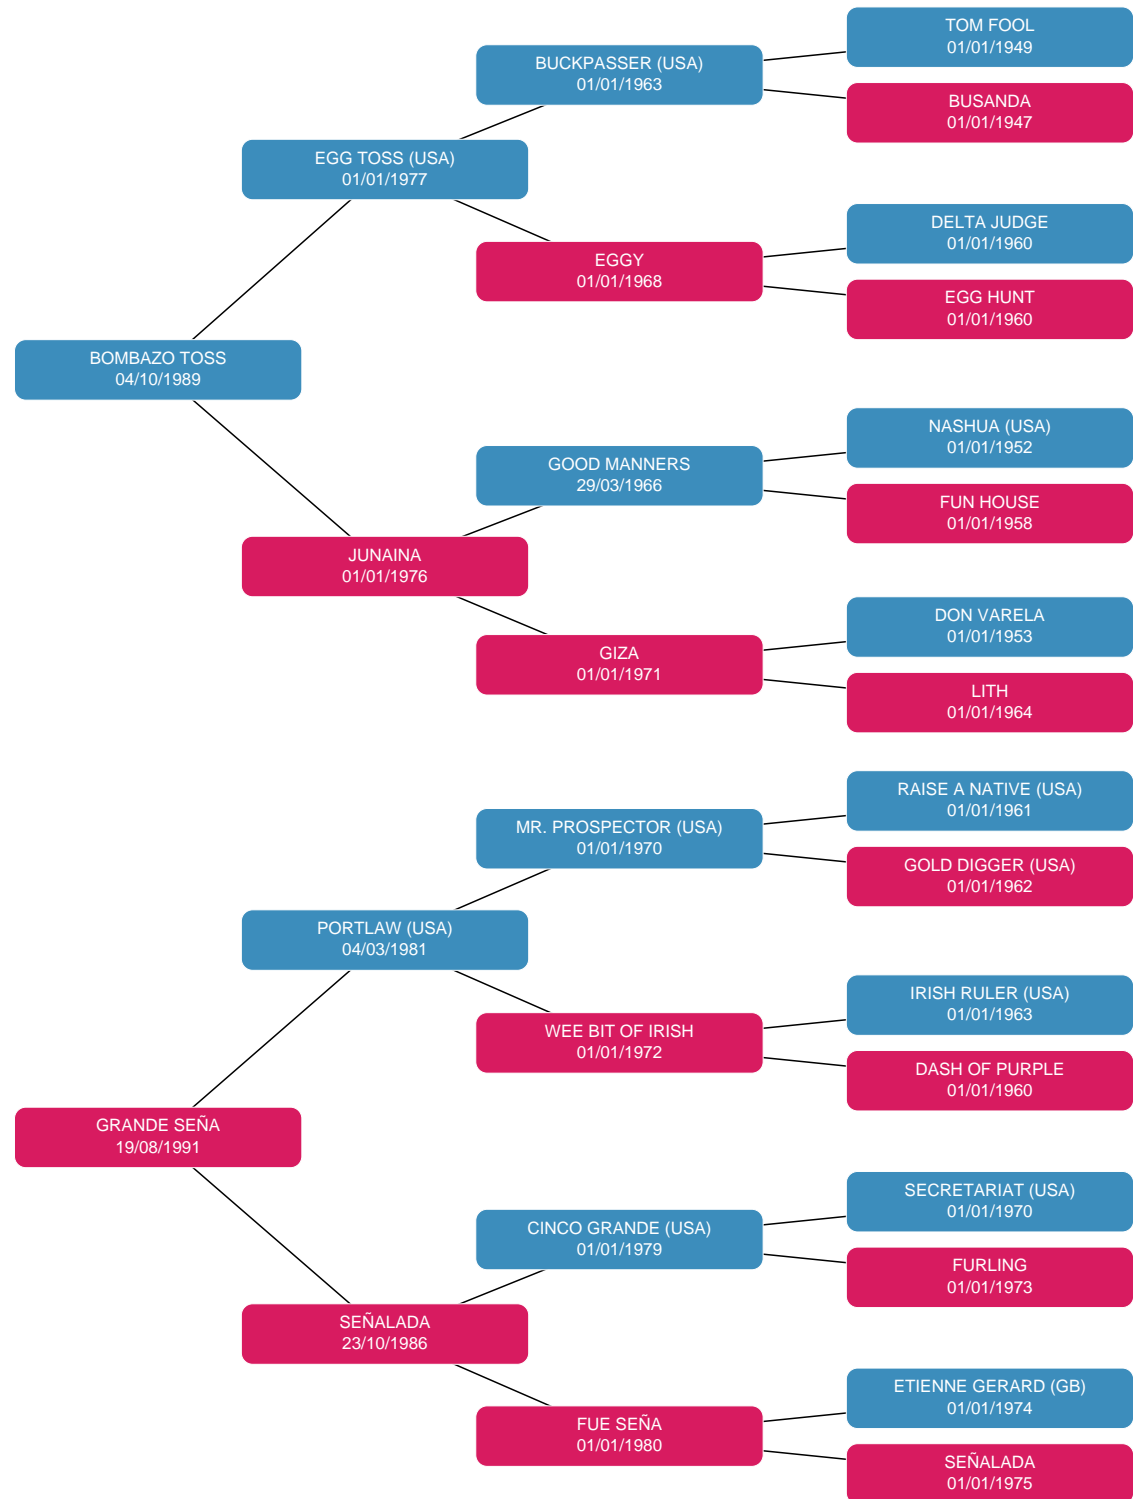 TOM FOOL
01/01/1949
BUCKPASSER (USA)
01/01/1963
BUSANDA
01/01/1947
EGG TOSS (USA)
01/01/1977
DELTA JUDGE
01/01/1960
EGGY
01/01/1968
EGG HUNT
01/01/1960
BOMBAZO TOSS
04/10/1989
NASHUA (USA)
01/01/1952
GOOD MANNERS
29/03/1966
FUN HOUSE
01/01/1958
JUNAINA
01/01/1976
DON VARELA
01/01/1953
GIZA
01/01/1971
LITH
01/01/1964
RAISE A NATIVE (USA)
01/01/1961
MR. PROSPECTOR (USA)
01/01/1970
GOLD DIGGER (USA)
01/01/1962
PORTLAW (USA)
04/03/1981
IRISH RULER (USA)
01/01/1963
WEE BIT OF IRISH
01/01/1972
DASH OF PURPLE
01/01/1960
GRANDE SEÑA
19/08/1991
SECRETARIAT (USA)
01/01/1970
CINCO GRANDE (USA)
01/01/1979
FURLING
01/01/1973
SEÑALADA
23/10/1986
ETIENNE GERARD (GB)
01/01/1974
FUE SEÑA
01/01/1980
SEÑALADA
01/01/1975